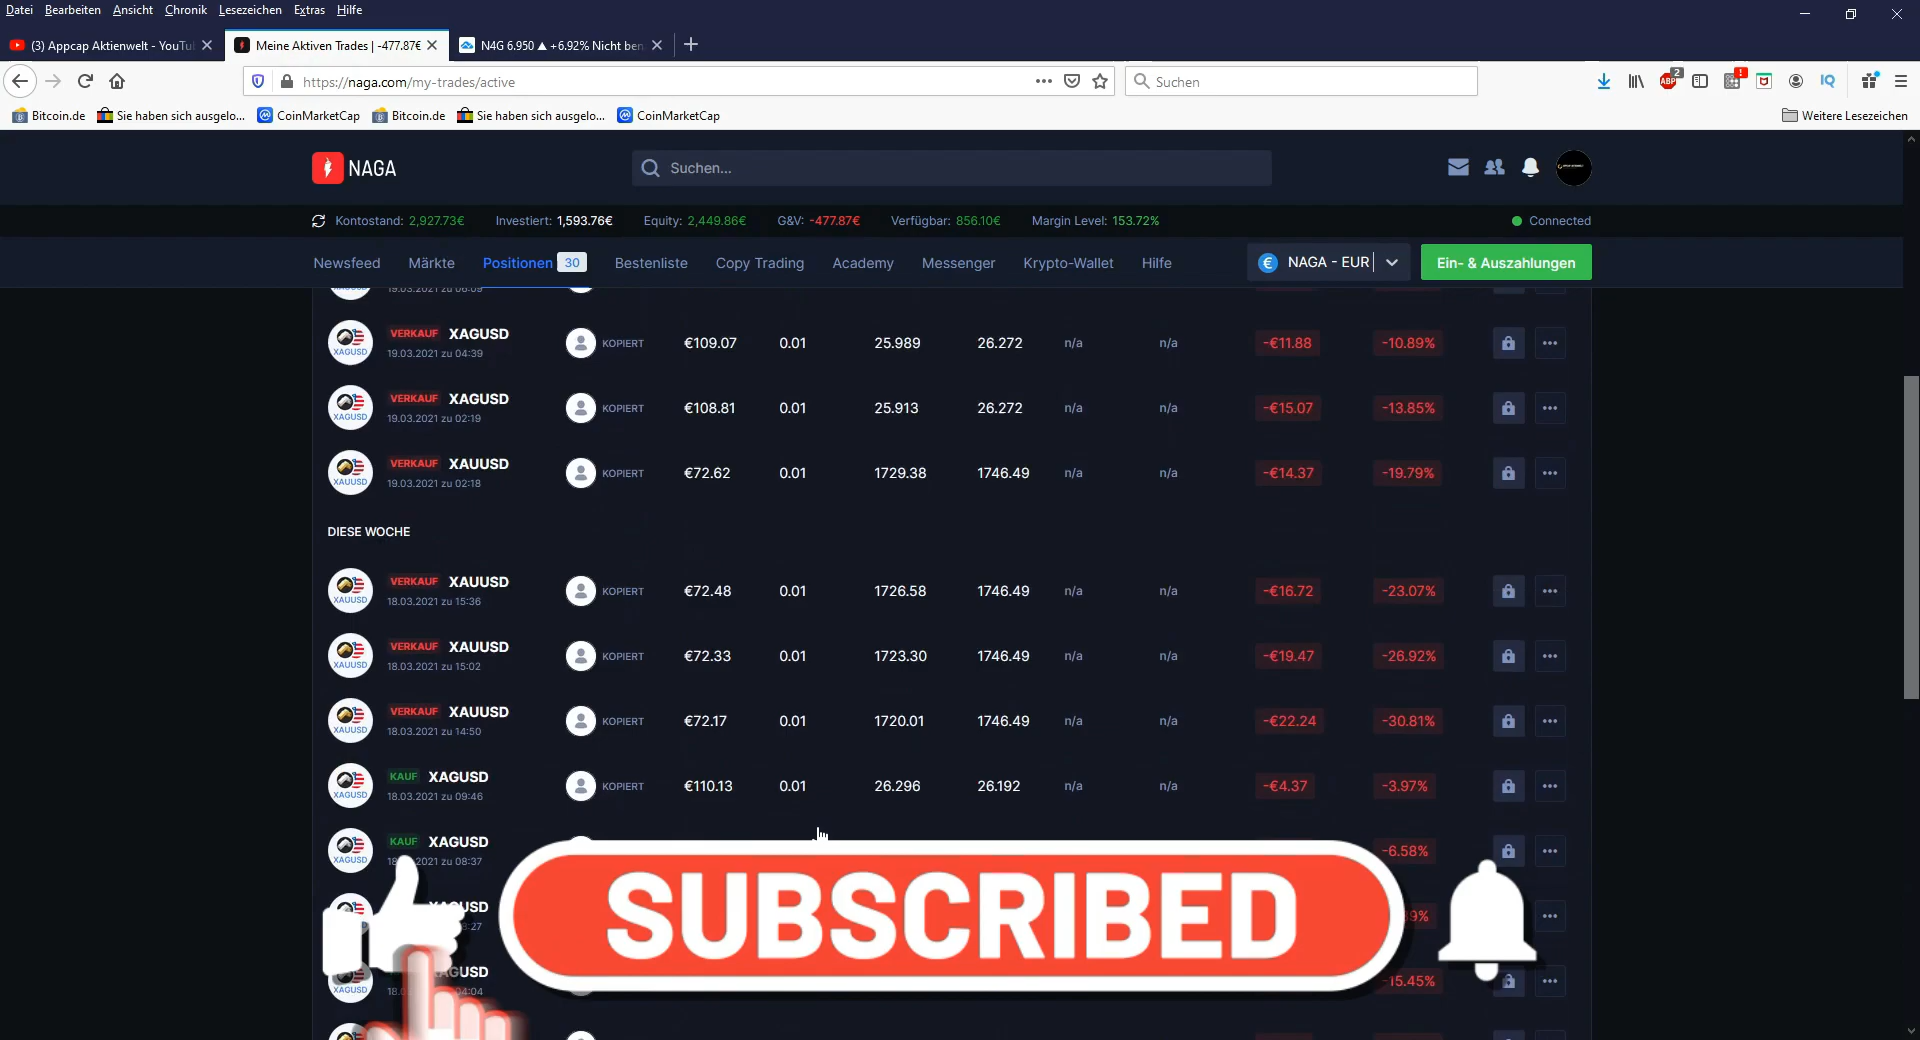 Datei Bearbeiten Ansicht Chronik Lesezeichen Extras Hilfe
(3) Appcap Aktienwelt - YouTu Meine Aktiven Trades | -477.87€ N4G 6.950 ▲ +6.92% Nicht ben
https://naga.com/my-trades/active Suchen
Bitcoin.de Sie haben sich ausgelo... CoinMarketCap Bitcoin.de Sie haben sich ausgelo... CoinMarketCap Weitere Lesezeichen
NAGA Suchen...
Kontostand: 2,927.73€ Investiert: 1,593.76€ Equity: 2,449.86€ G&V: -477.87€ Verfügbar: 856.10€ Margin Level: 153.72% Connected
Newsfeed Märkte Positionen 30 Bestenliste Copy Trading Academy Messenger Krypto-Wallet Hilfe NAGA - EUR Ein- & Auszahlungen
VERKAUF XAGUSD
XAGUSD 19.03.2021 zu 04:39 KOPIERT €109.07 0.01 25.989 26.272 n/a n/a -€11.88 -10.89%
VERKAUF XAGUSD
XAGUSD 19.03.2021 zu 02:19 KOPIERT €108.81 0.01 25.913 26.272 n/a n/a -€15.07 -13.85%
VERKAUF XAUUSD
XAUUSD 19.03.2021 zu 02:18 KOPIERT €72.62 0.01 1729.38 1746.49 n/a n/a -€14.37 -19.79%
DIESE WOCHE
VERKAUF XAUUSD
XAUUSD 18.03.2021 zu 15:36 KOPIERT €72.48 0.01 1726.58 1746.49 n/a n/a -€16.72 -23.07%
VERKAUF XAUUSD
XAUUSD 18.03.2021 zu 15:02 KOPIERT €72.33 0.01 1723.30 1746.49 n/a n/a -€19.47 -26.92%
VERKAUF XAUUSD
XAUUSD 18.03.2021 zu 14:50 KOPIERT €72.17 0.01 1720.01 1746.49 n/a n/a -€22.24 -30.81%
KAUF XAGUSD
XAGUSD 18.03.2021 zu 09:46 KOPIERT €110.13 0.01 26.296 26.192 n/a n/a -€4.37 -3.97%
KAUF XAGUSD
XAGUSD 2021 zu 08:37 -6.58%
SUBSCRIBED
-15.45%